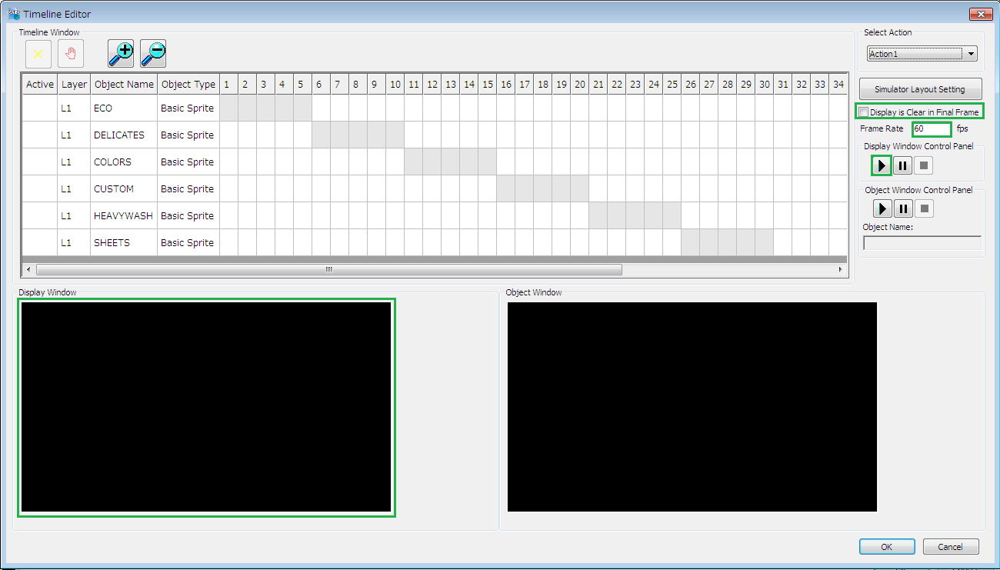 Timeline Editor
Timeline Window
Select Action
Action1
Active Layer Object Name Object Type 1 2 3 4 5 6 7 8 9 10 11 12 13 14 15 16 17 18 19 20 21 22 23 24 25 26 27 28 29 30 31 32 33 34
L1 ECO Basic Sprite
L1 DELICATES Basic Sprite
L1 COLORS Basic Sprite
L1 CUSTOM Basic Sprite
L1 HEAVYWASH Basic Sprite
L1 SHEETS Basic Sprite
Simulator Layout Setting
Display is Clear in Final Frame
Frame Rate 60 fps
Display Window Control Panel
Object Window Control Panel
Object Name:
Display Window
Object Window
OK
Cancel